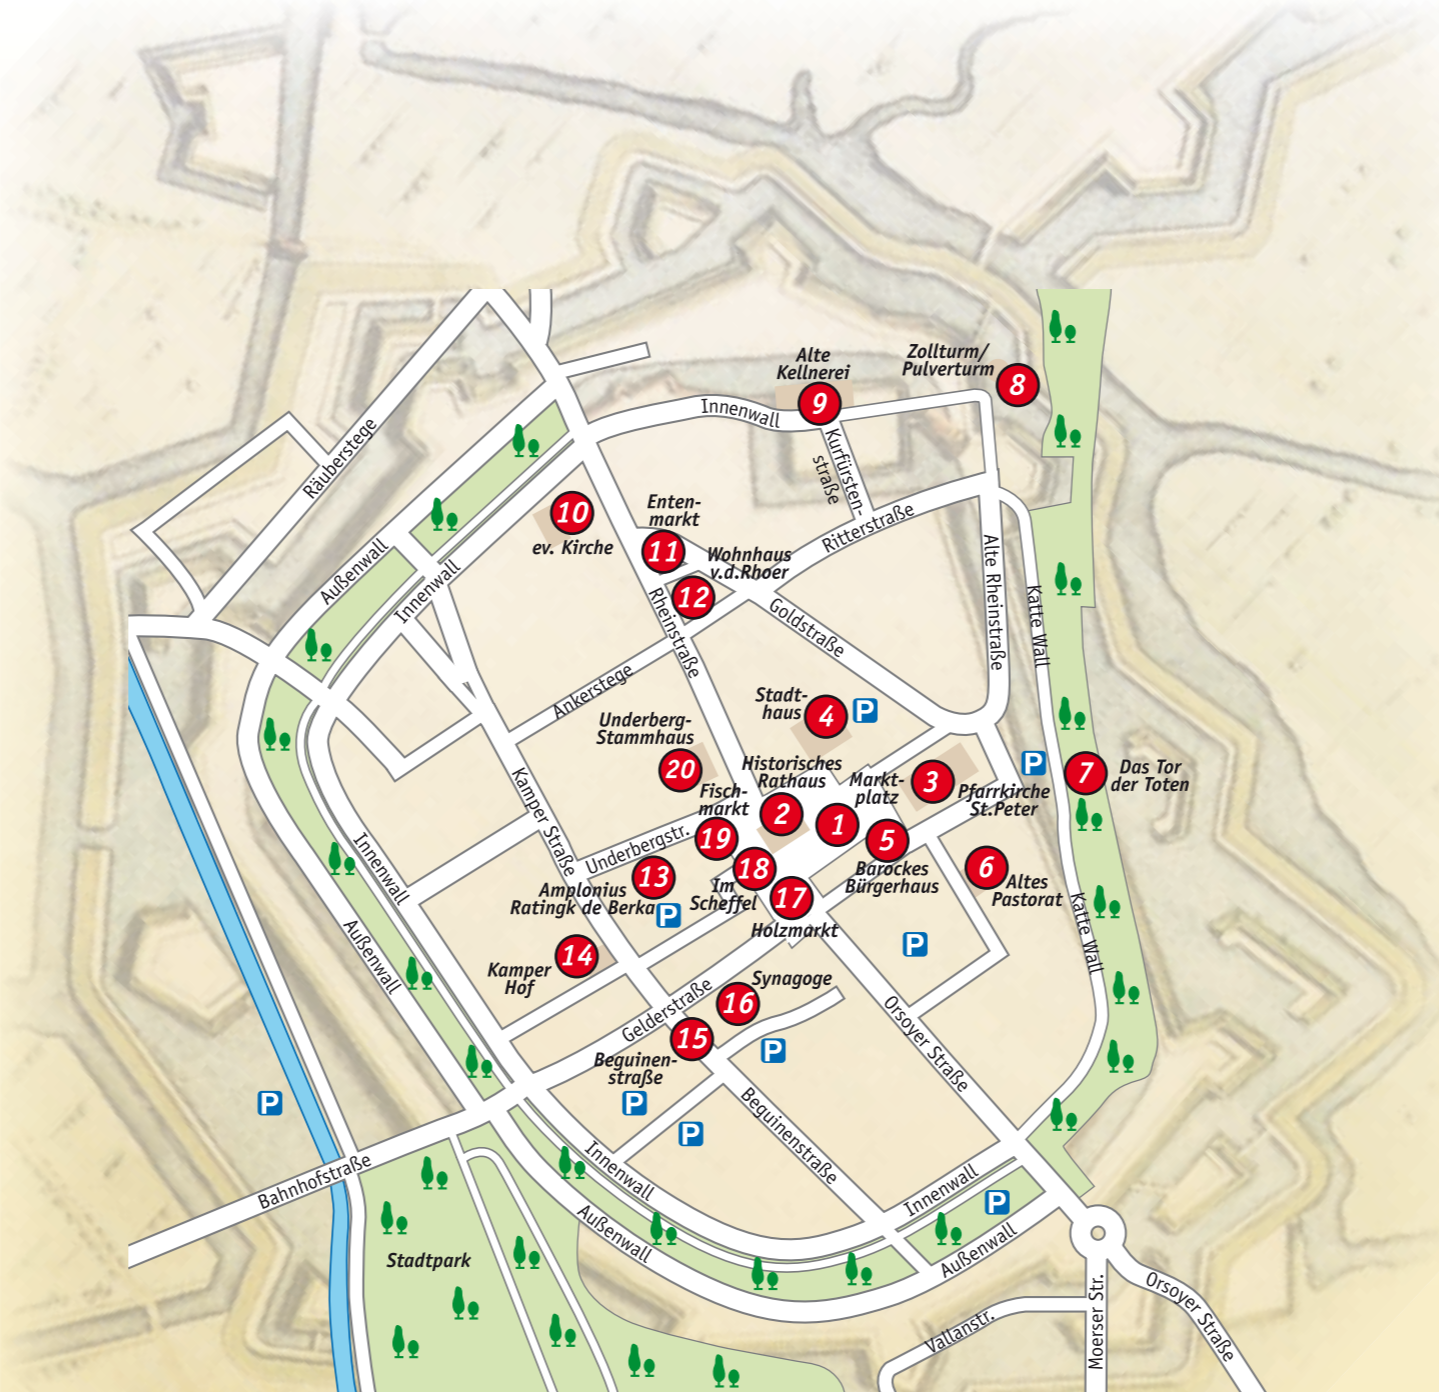 Alte
Kellnerei
9
Zollturm/
Pulverturm
8
Innenwall
Kurfürsten-
straße
Räuberstege
10
ev. Kirche
Enten-
markt
11
Wohnhaus
v.d.Rhoer
12
Ritterstraße
Alte Rheinstraße
Katte Wall
Außenwall
Innenwall
Rheinstraße
Goldstraße
Ankerstege
Stadt-
haus
4
P
Underberg-
Stammhaus
20
Historisches
Rathaus
2
Markt-
platz
1
3
Pfarrkirche
St.Peter
P
7
Das Tor
der Toten
Fisch-
markt
19
Kamper Straße
Underbergstr.
5
Barockes
Bürgerhaus
6
Altes
Pastorat
18
Im
Scheffel
17
Holzmarkt
13
Amplonius
Ratingk de Berka
P
Innenwall
Außenwall
14
Kamper
Hof
P
Katte Wall
Synagoge
16
Gelderstraße
15
Beguinen-
straße
Orsoyer Straße
P
P
P
P
Beguinenstraße
Bahnhofstraße
Innenwall
Außenwall
Innenwall
P
Außenwall
Stadtpark
Vallanstr.
Moerser Str.
Orsoyer Straße